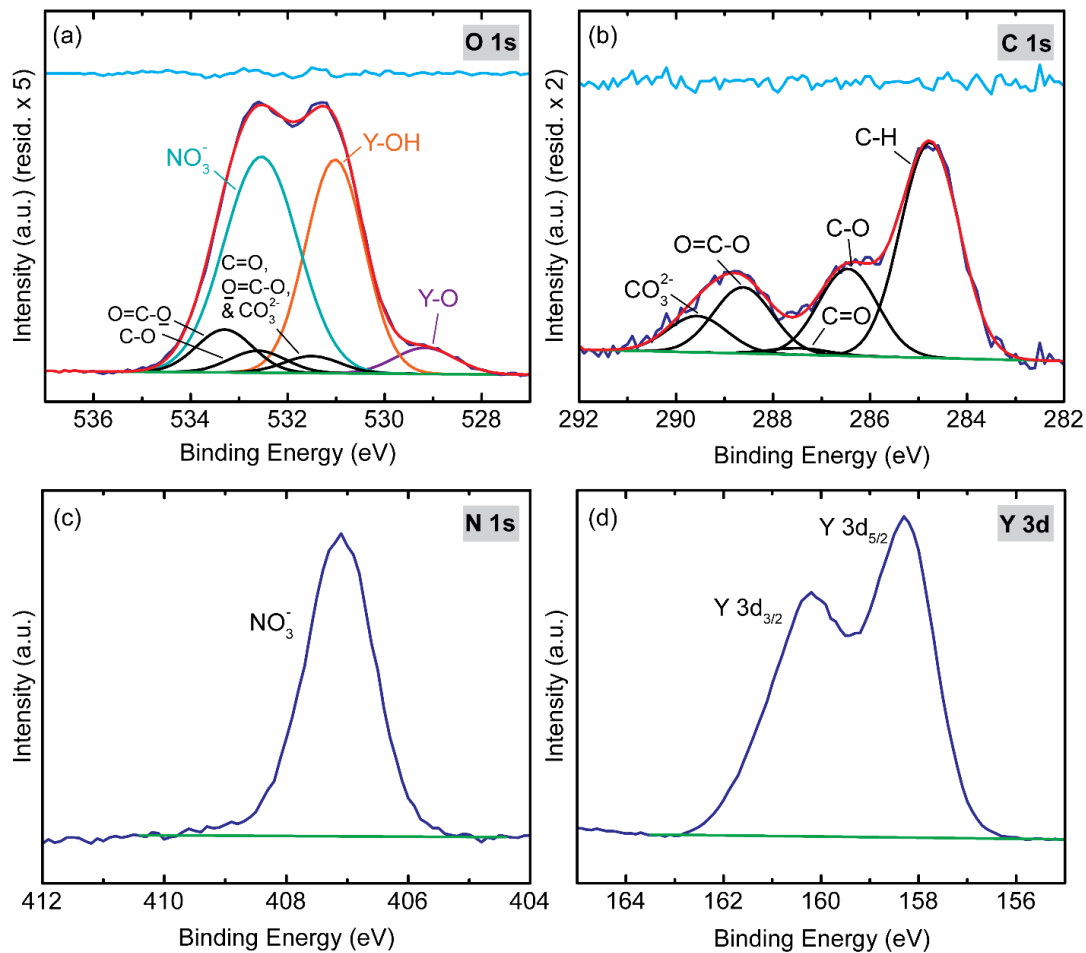 (a)
O 1s
Intensity (a.u.) (resid. x 5)
NO₃⁻
Y-OH
C=O,
O=C-O,
& CO₃²⁻
O=C-O
C-O
Y-O
536
534
532
530
528
Binding Energy (eV)
(b)
C 1s
Intensity (a.u.) (resid. x 2)
C-H
C-O
O=C-O
CO₃²⁻
C=O
292
290
288
286
284
282
Binding Energy (eV)
(c)
N 1s
Intensity (a.u.)
NO₃⁻
412
410
408
406
404
Binding Energy (eV)
(d)
Y 3d
Intensity (a.u.)
Y 3d₅/₂
Y 3d₃/₂
164
162
160
158
156
Binding Energy (eV)